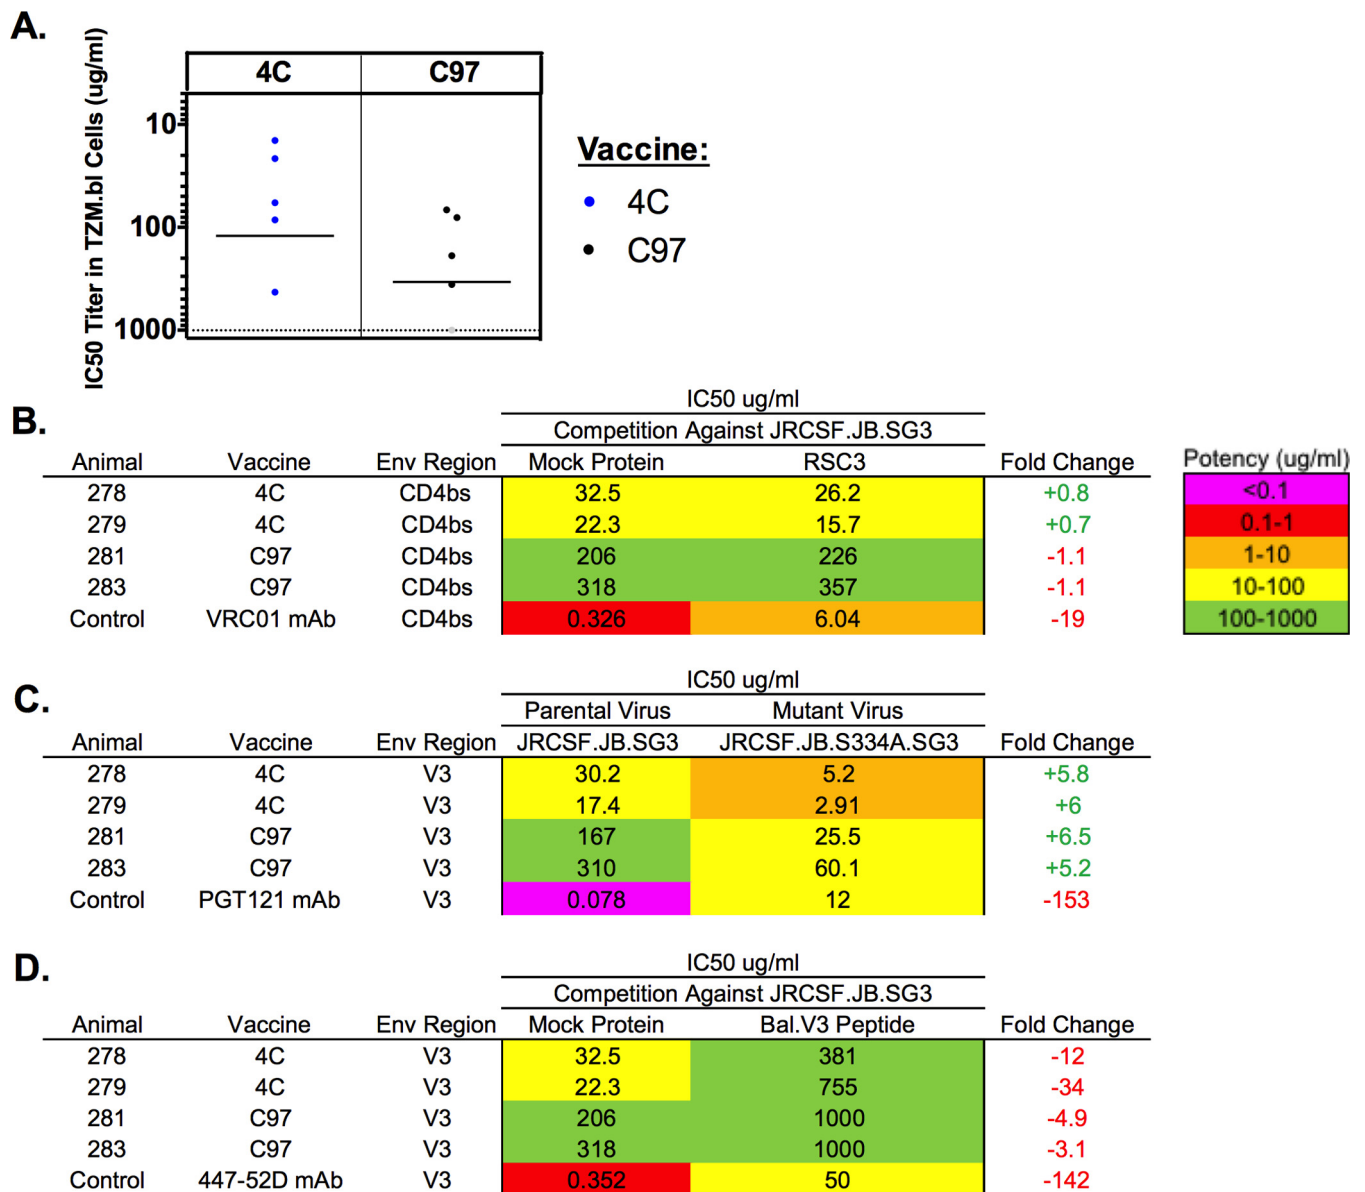 A.
IC50 Titer in TZM.bl Cells (ug/ml)
4C C97
10
100
1000
Vaccine:
4C
C97
B.
IC50 ug/ml
Competition Against JRCSF.JB.SG3
Animal Vaccine Env Region Mock Protein RSC3 Fold Change
278 4C CD4bs 32.5 26.2 +0.8
279 4C CD4bs 22.3 15.7 +0.7
281 C97 CD4bs 206 226 -1.1
283 C97 CD4bs 318 357 -1.1
Control VRC01 mAb CD4bs 0.326 6.04 -19
Potency (ug/ml)
<0.1
0.1-1
1-10
10-100
100-1000
C.
IC50 ug/ml
Parental Virus Mutant Virus
Animal Vaccine Env Region JRCSF.JB.SG3 JRCSF.JB.S334A.SG3 Fold Change
278 4C V3 30.2 5.2 +5.8
279 4C V3 17.4 2.91 +6
281 C97 V3 167 25.5 +6.5
283 C97 V3 310 60.1 +5.2
Control PGT121 mAb V3 0.078 12 -153
D.
IC50 ug/ml
Competition Against JRCSF.JB.SG3
Animal Vaccine Env Region Mock Protein Bal.V3 Peptide Fold Change
278 4C V3 32.5 381 -12
279 4C V3 22.3 755 -34
281 C97 V3 206 1000 -4.9
283 C97 V3 318 1000 -3.1
Control 447-52D mAb V3 0.352 50 -142